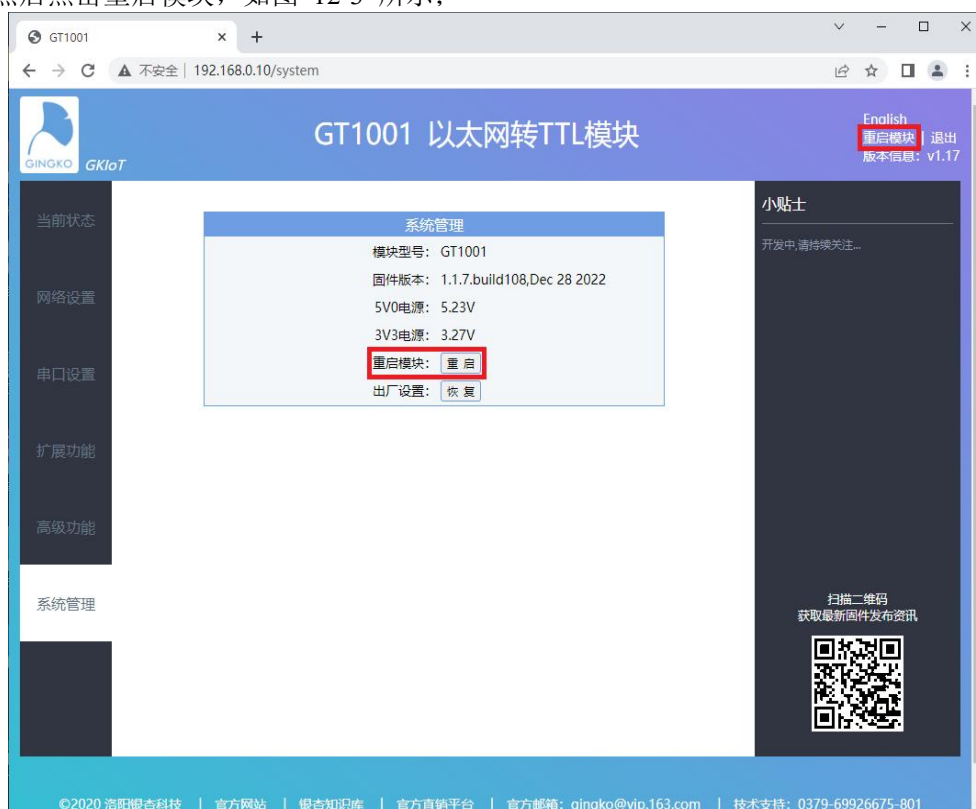 然后点击重启模块，如图 12-3 所示；
GT1001
不安全 | 192.168.0.10/system
GINGKO GKIoT
GT1001 以太网转TTL模块
English
重启模块 | 退出
版本信息：v1.17
当前状态
网络设置
串口设置
扩展功能
高级功能
系统管理
系统管理
模块型号： GT1001
固件版本： 1.1.7.build108,Dec 28 2022
5V0电源： 5.23V
3V3电源： 3.27V
重启模块： 重 启
出厂设置： 恢 复
小贴士
开发中,请持续关注...
扫描二维码
获取最新固件发布资讯
©2020 洛阳银杏科技 | 官方网站 | 银杏知识库 | 官方直销平台 | 官方邮箱：gingko@vip.163.com | 技术支持：0379-69926675-801